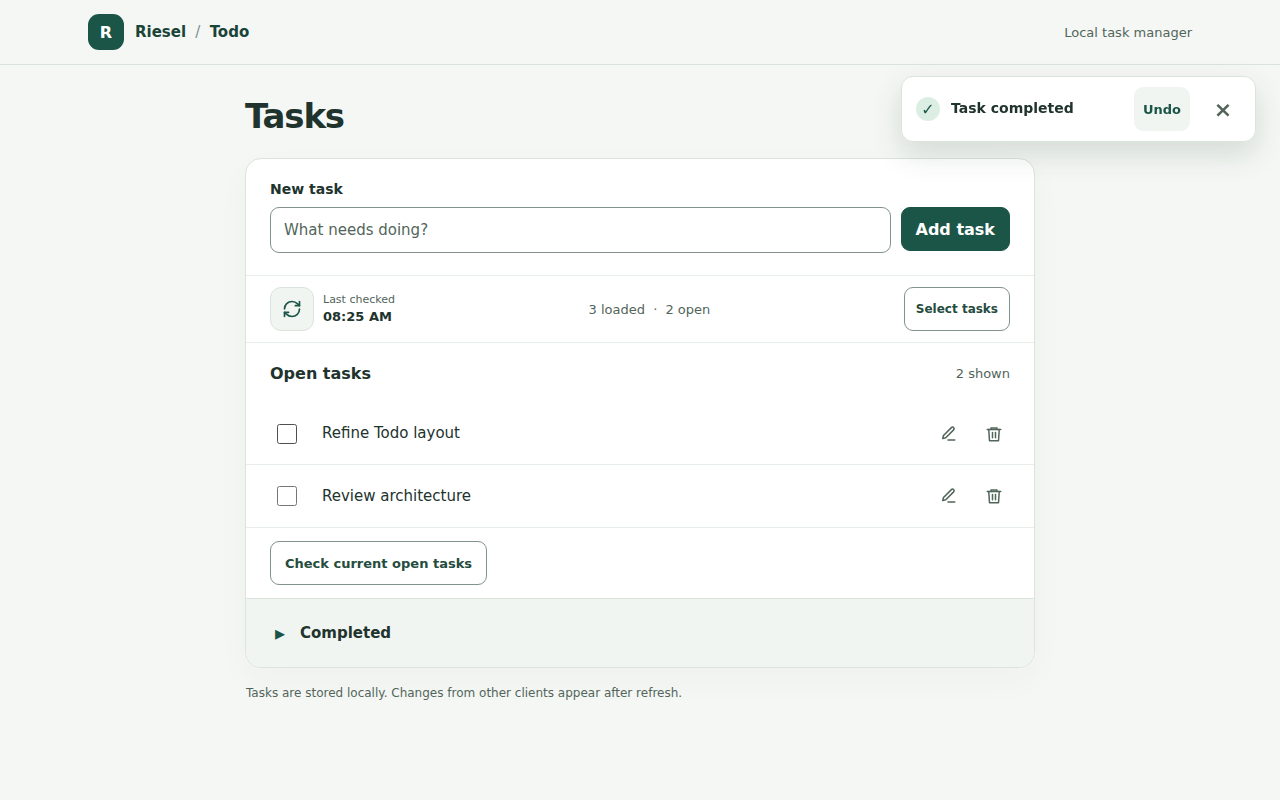 R Riesel / Todo
Local task manager
Tasks
✓ Task completed Undo ×
New task
What needs doing?
Add task
Last checked
08:25 AM
3 loaded · 2 open
Select tasks
Open tasks
2 shown
Refine Todo layout
Review architecture
Check current open tasks
▶ Completed
Tasks are stored locally. Changes from other clients appear after refresh.